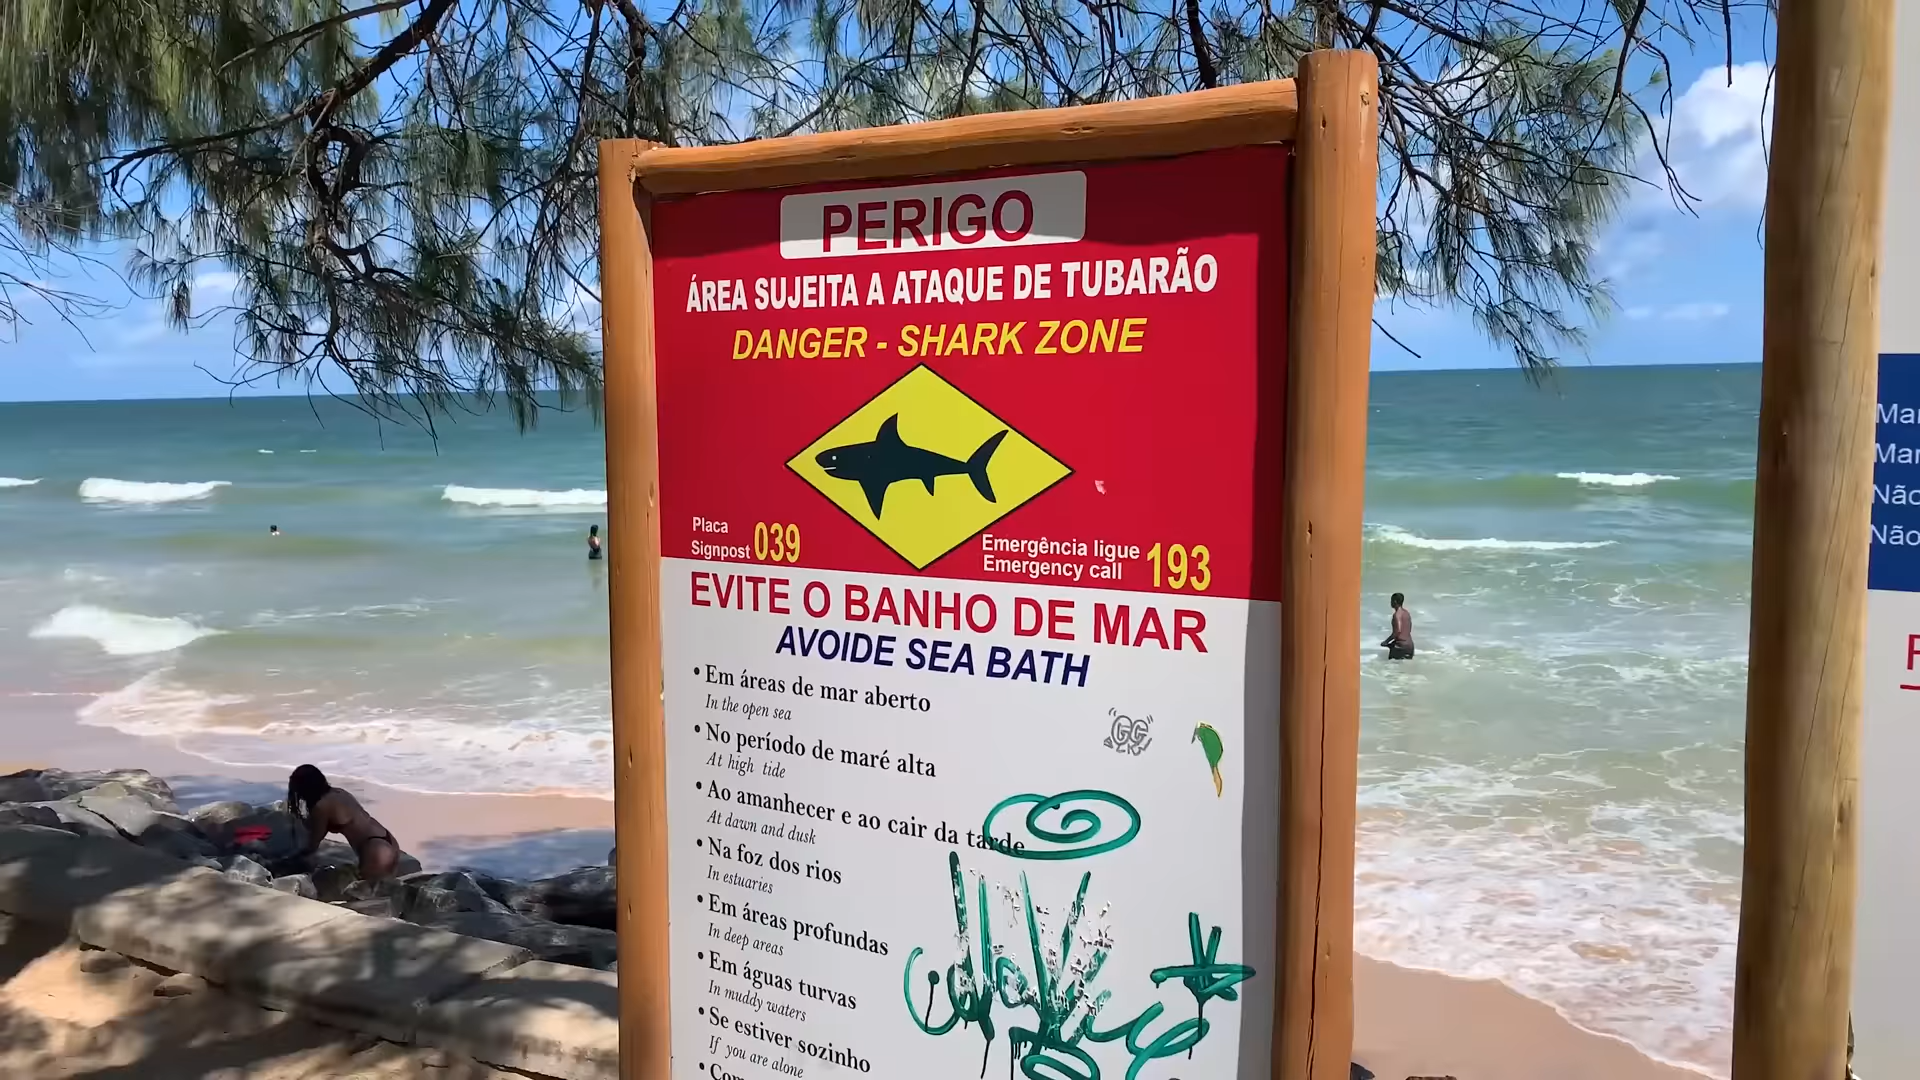 PERIGO
ÁREA SUJEITA A ATAQUE DE TUBARÃO
DANGER - SHARK ZONE
Placa
Signpost 039
Emergência ligue
Emergency call 193
EVITE O BANHO DE MAR
AVOIDE SEA BATH
• Em áreas de mar aberto
In the open sea
• No período de maré alta
At high tide
• Ao amanhecer e ao cair da tarde
At dawn and dusk
• Na foz dos rios
In estuaries
• Em áreas profundas
In deep areas
• Em águas turvas
In muddy waters
• Se estiver sozinho
If you are alone
Não
Não